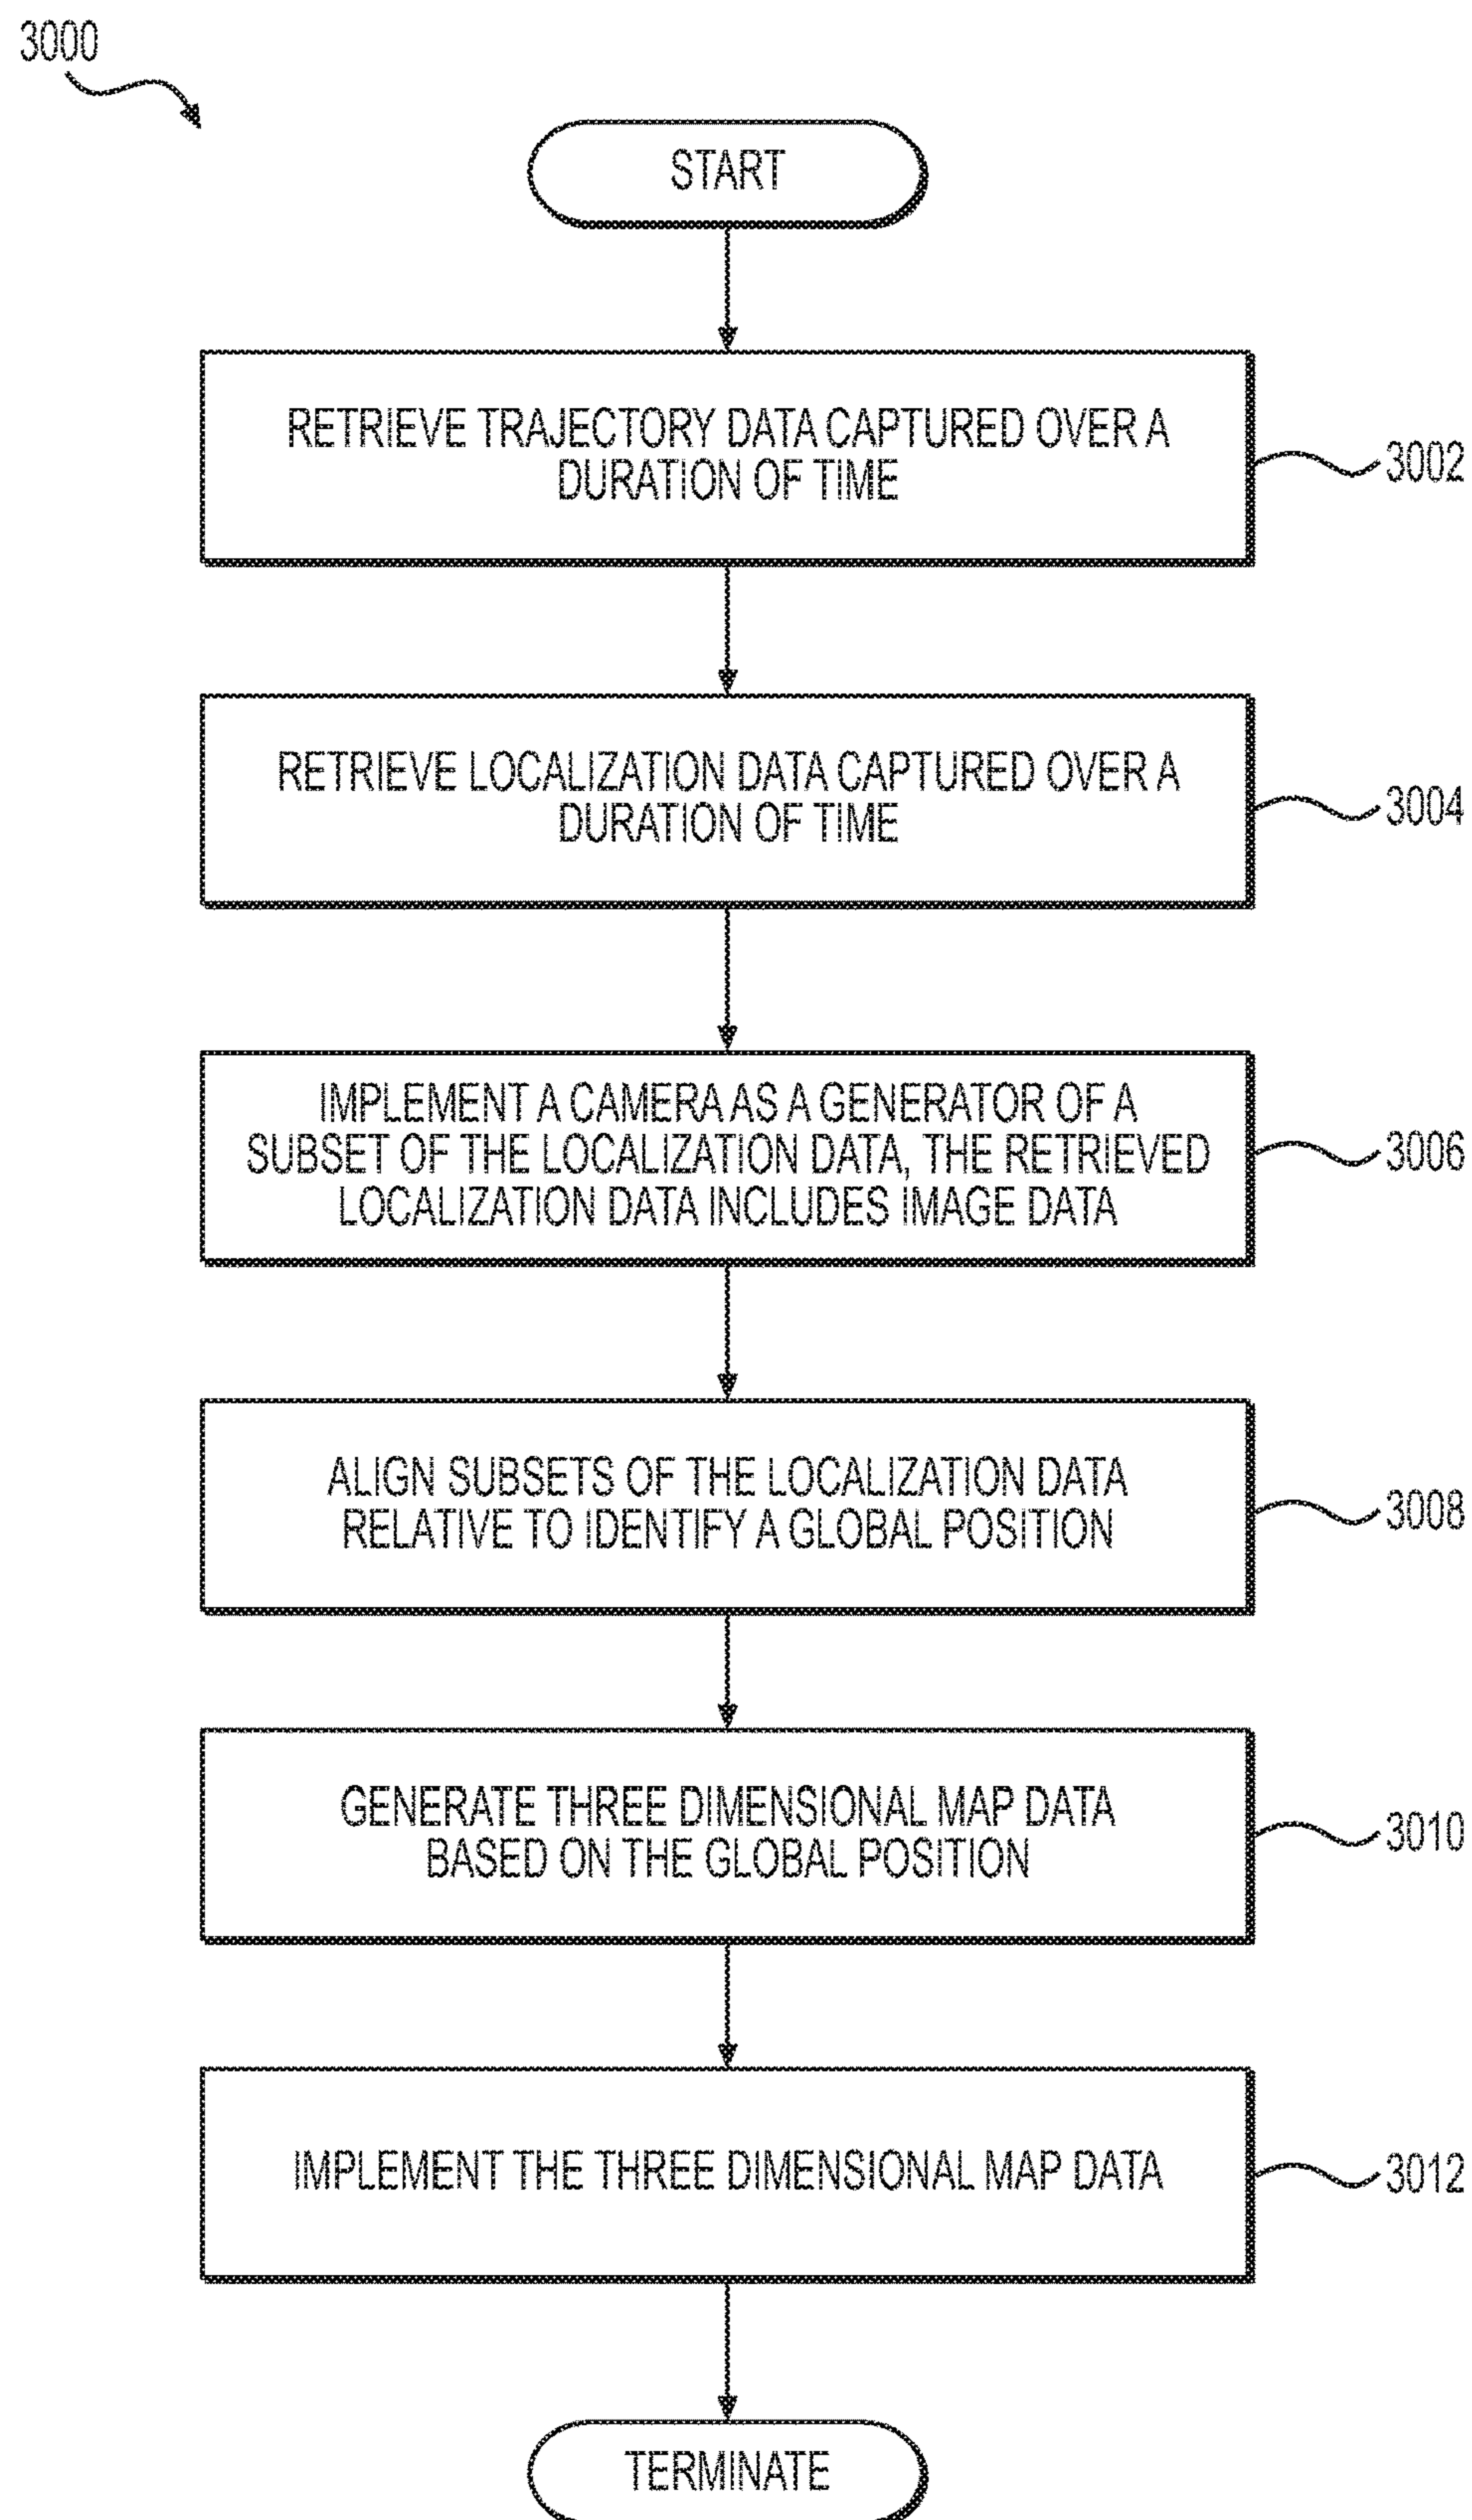 3000
START
RETRIEVE TRAJECTORY DATA CAPTURED OVER A
DURATION OF TIME
3002
RETRIEVE LOCALIZATION DATA CAPTURED OVER A
DURATION OF TIME
3004
IMPLEMENT A CAMERA AS A GENERATOR OF A
SUBSET OF THE LOCALIZATION DATA, THE RETRIEVED
LOCALIZATION DATA INCLUDES IMAGE DATA
3006
ALIGN SUBSETS OF THE LOCALIZATION DATA
RELATIVE TO IDENTIFY A GLOBAL POSITION
3008
GENERATE THREE DIMENSIONAL MAP DATA
BASED ON THE GLOBAL POSITION
3010
IMPLEMENT THE THREE DIMENSIONAL MAP DATA
3012
TERMINATE